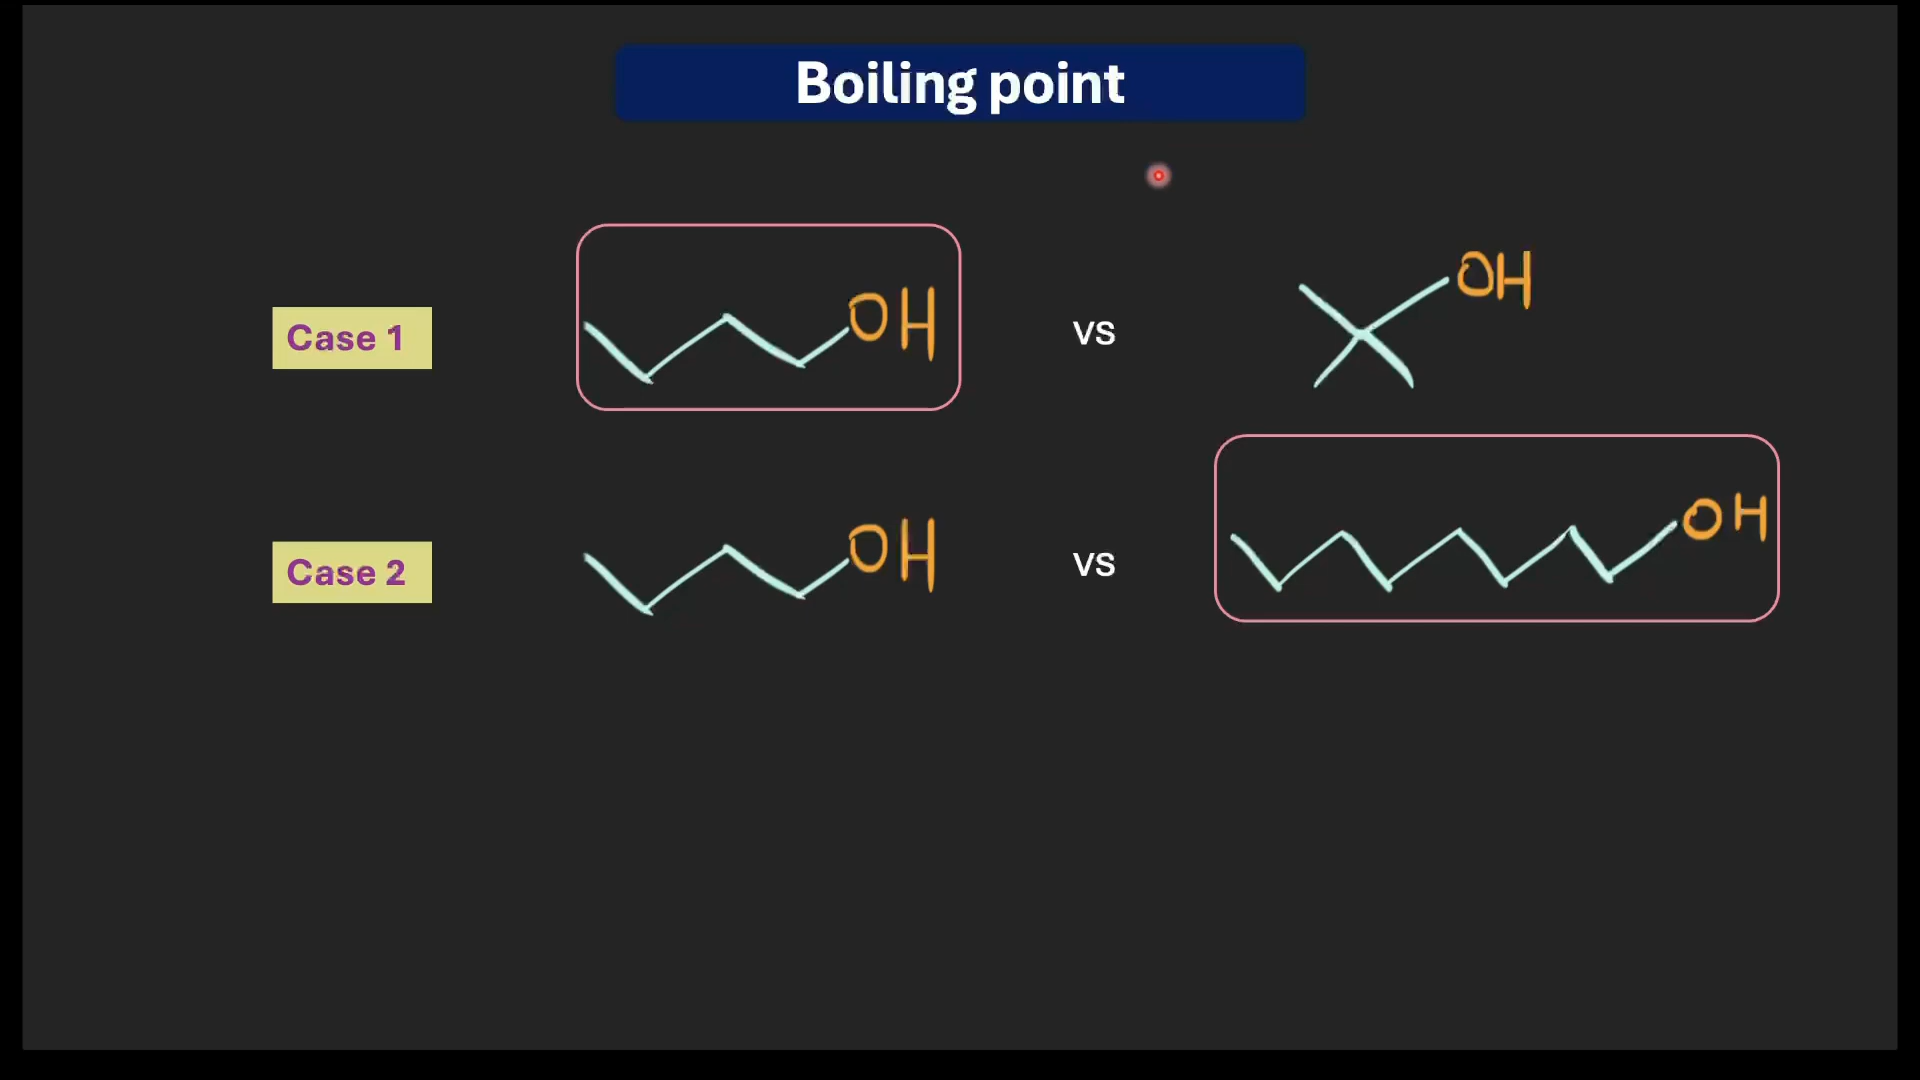 Boiling point
Case 1
OH
vs
OH
Case 2
OH
vs
OH